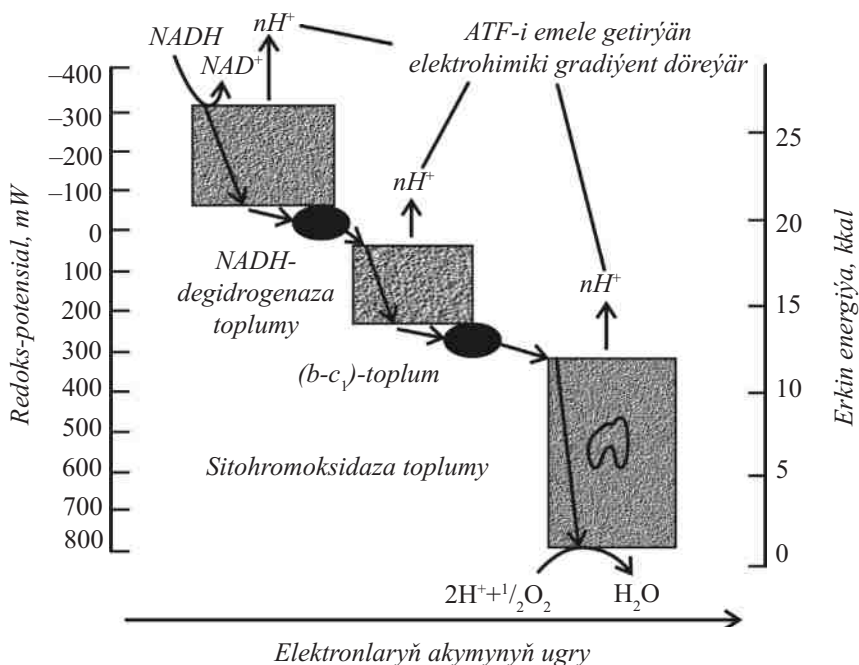 NADH
NAD⁺
nH⁺
ATF-i emele getirýän
elektrohimiki gradiýent döreýär
Redoks-potensial, mW
–400
–300
–200
–100
0
100
200
300
400
500
600
700
800
nH⁺
nH⁺
NADH-
degidrogenaza
toplumy
(b-c₁)-toplum
Sitohromoksidaza toplumy
2H⁺+¹/₂O₂
H₂O
25
20
15
10
5
0
Erkin energiýa, kkal
Elektronlaryň akymynyň ugry